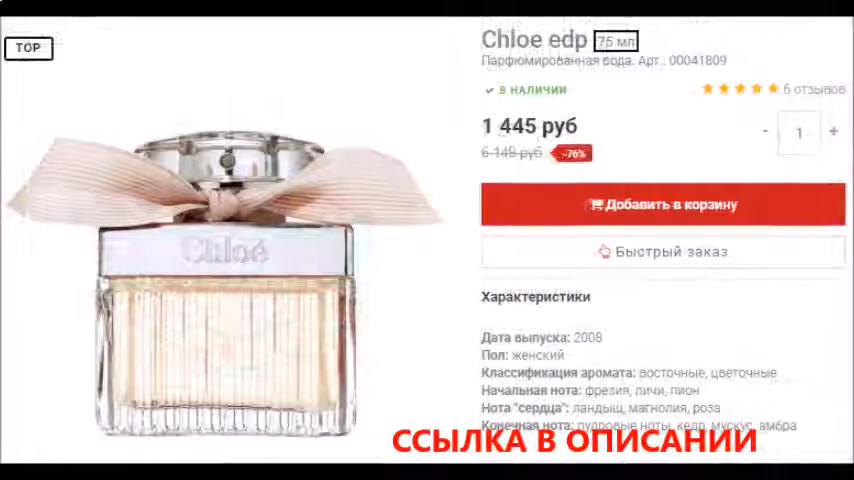 TOP
Chloe edp 75 мл
Парфюмированная вода. Арт.: 00041809
В НАЛИЧИИ
6 отзывов
1 445 руб
- 1 +
6 149 руб -76%
Добавить в корзину
Быстрый заказ
Chloé
Характеристики
Дата выпуска: 2008
Пол: женский
Классификация аромата: восточные, цветочные
Начальная нота: фрезия, личи, пион
Нота "сердца": ландыш, магнолия, роза
Конечная нота: пудровые ноты, кедр, мускус, амбра
ССЫЛКА В ОПИСАНИИ